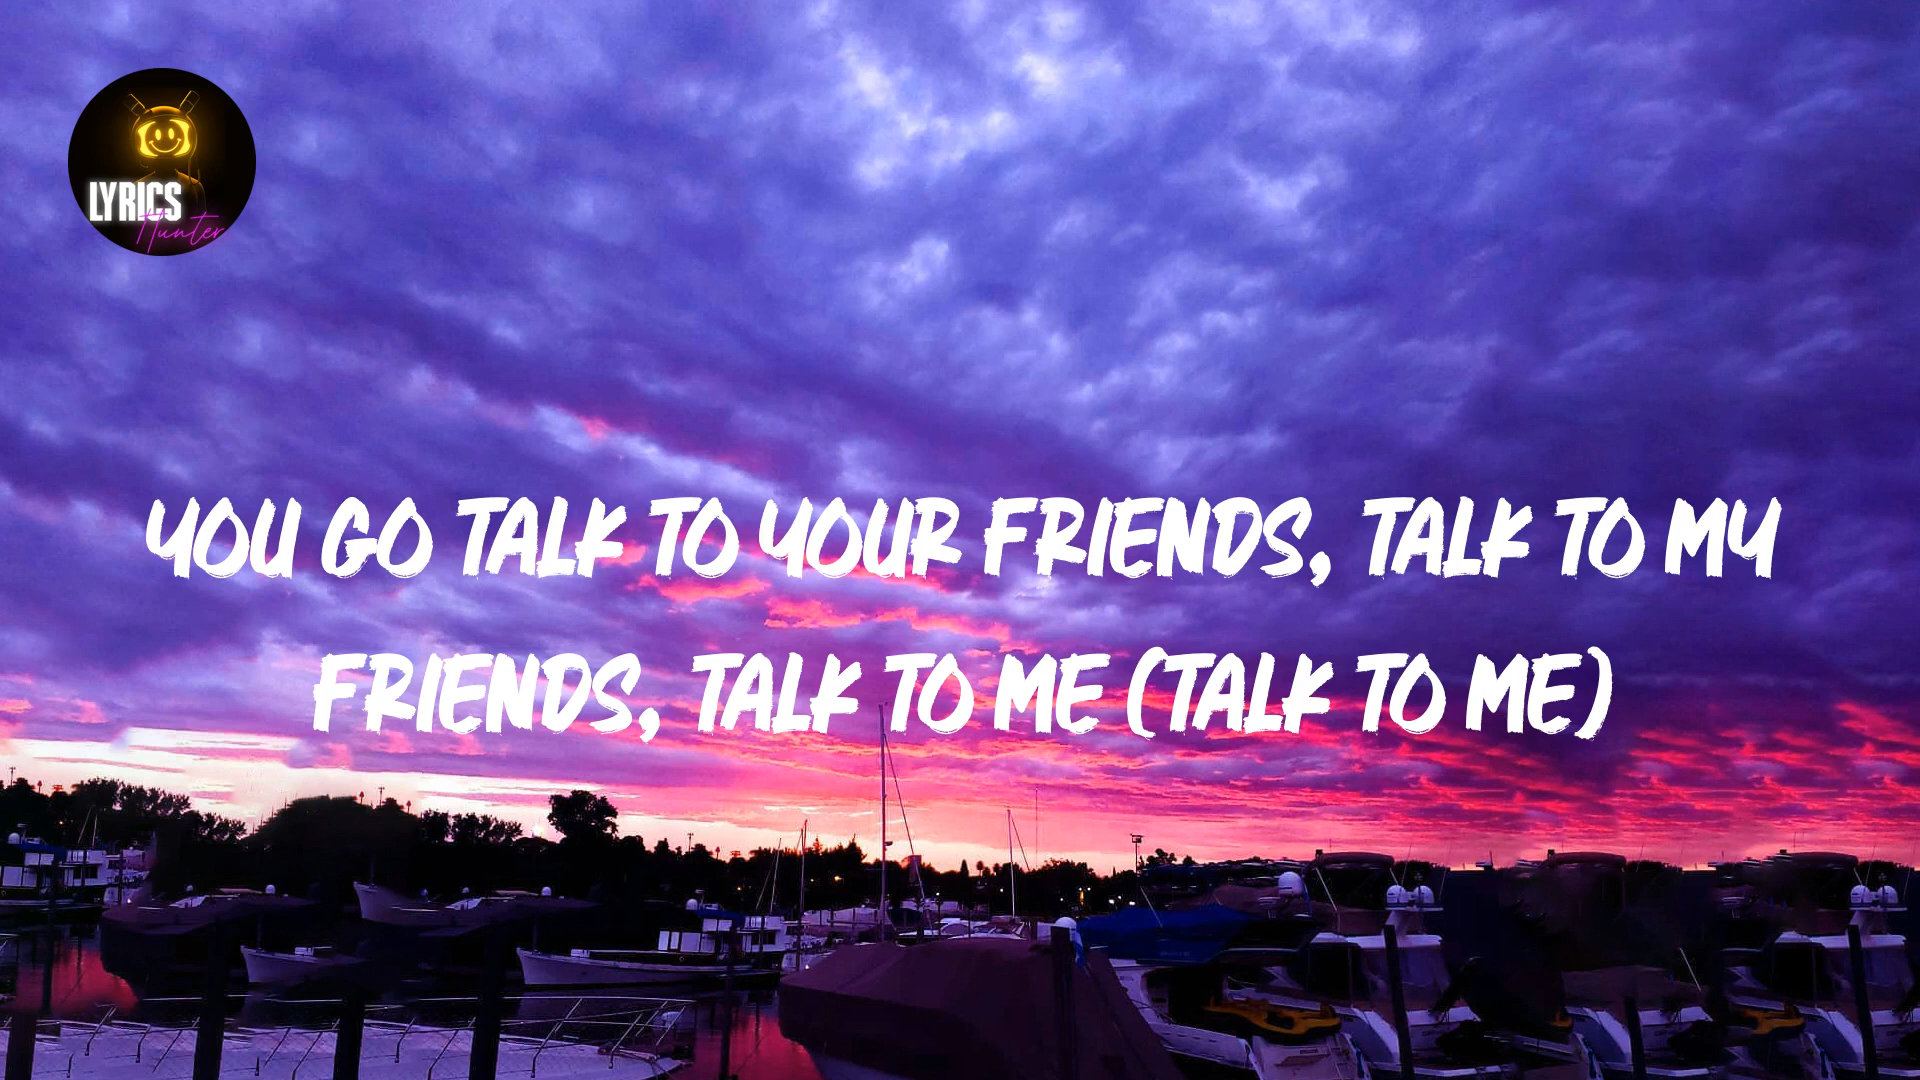 LYRICS
Hunter
YOU GO TALK TO YOUR FRIENDS, TALK TO MY
FRIENDS, TALK TO ME (TALK TO ME)